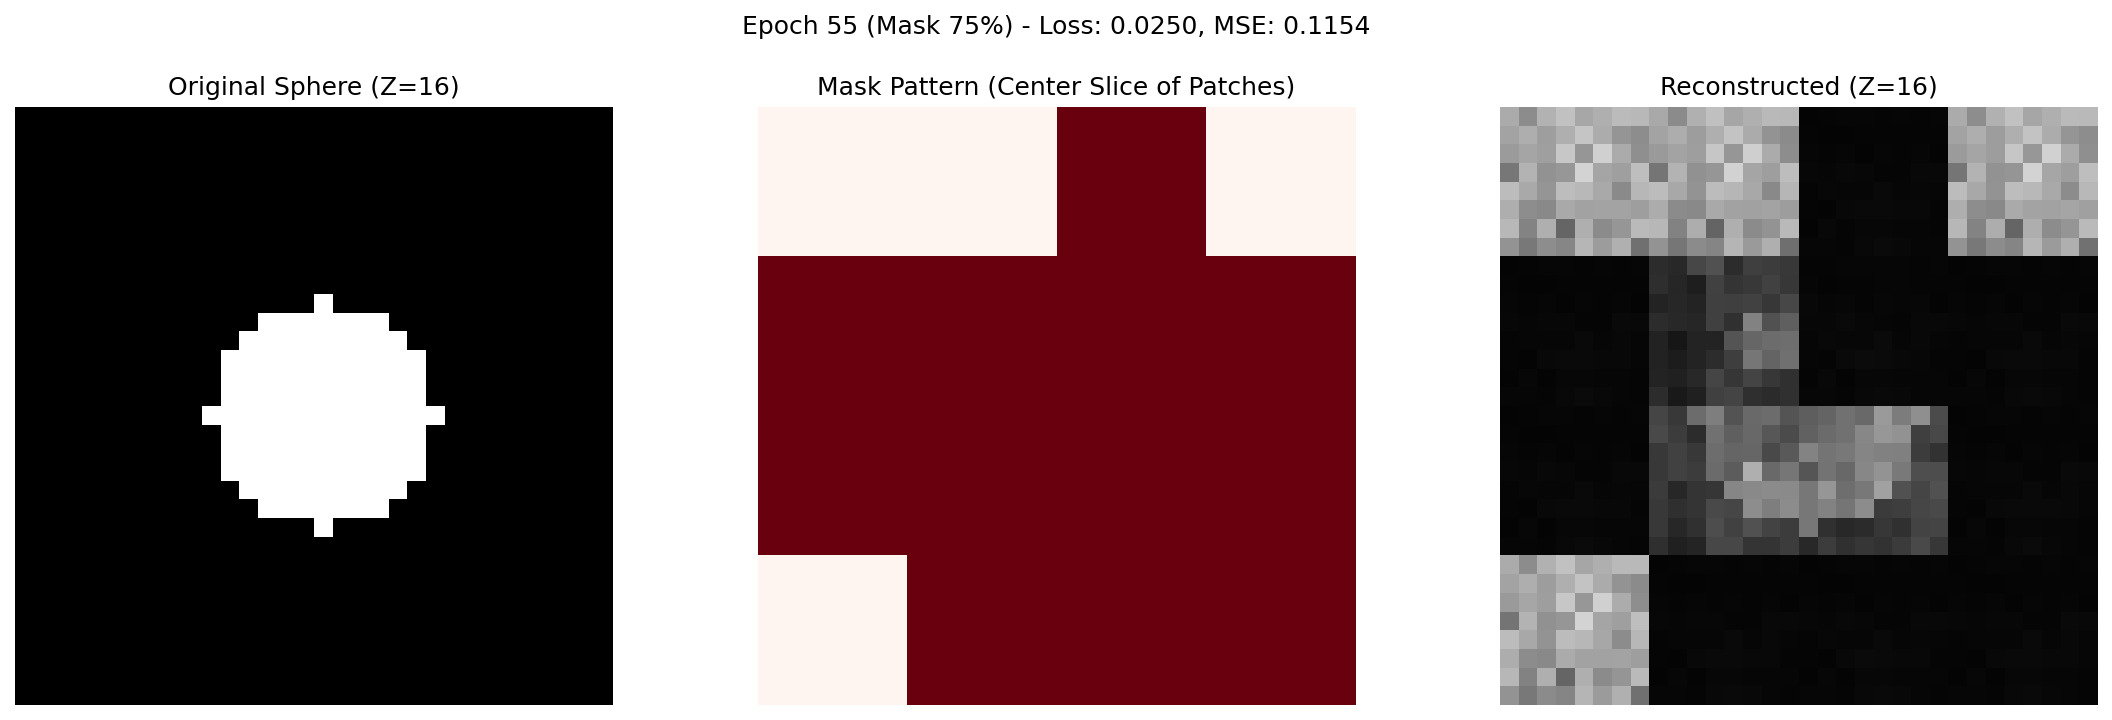 Epoch 55 (Mask 75%) - Loss: 0.0250, MSE: 0.1154
Original Sphere (Z=16)
Mask Pattern (Center Slice of Patches)
Reconstructed (Z=16)